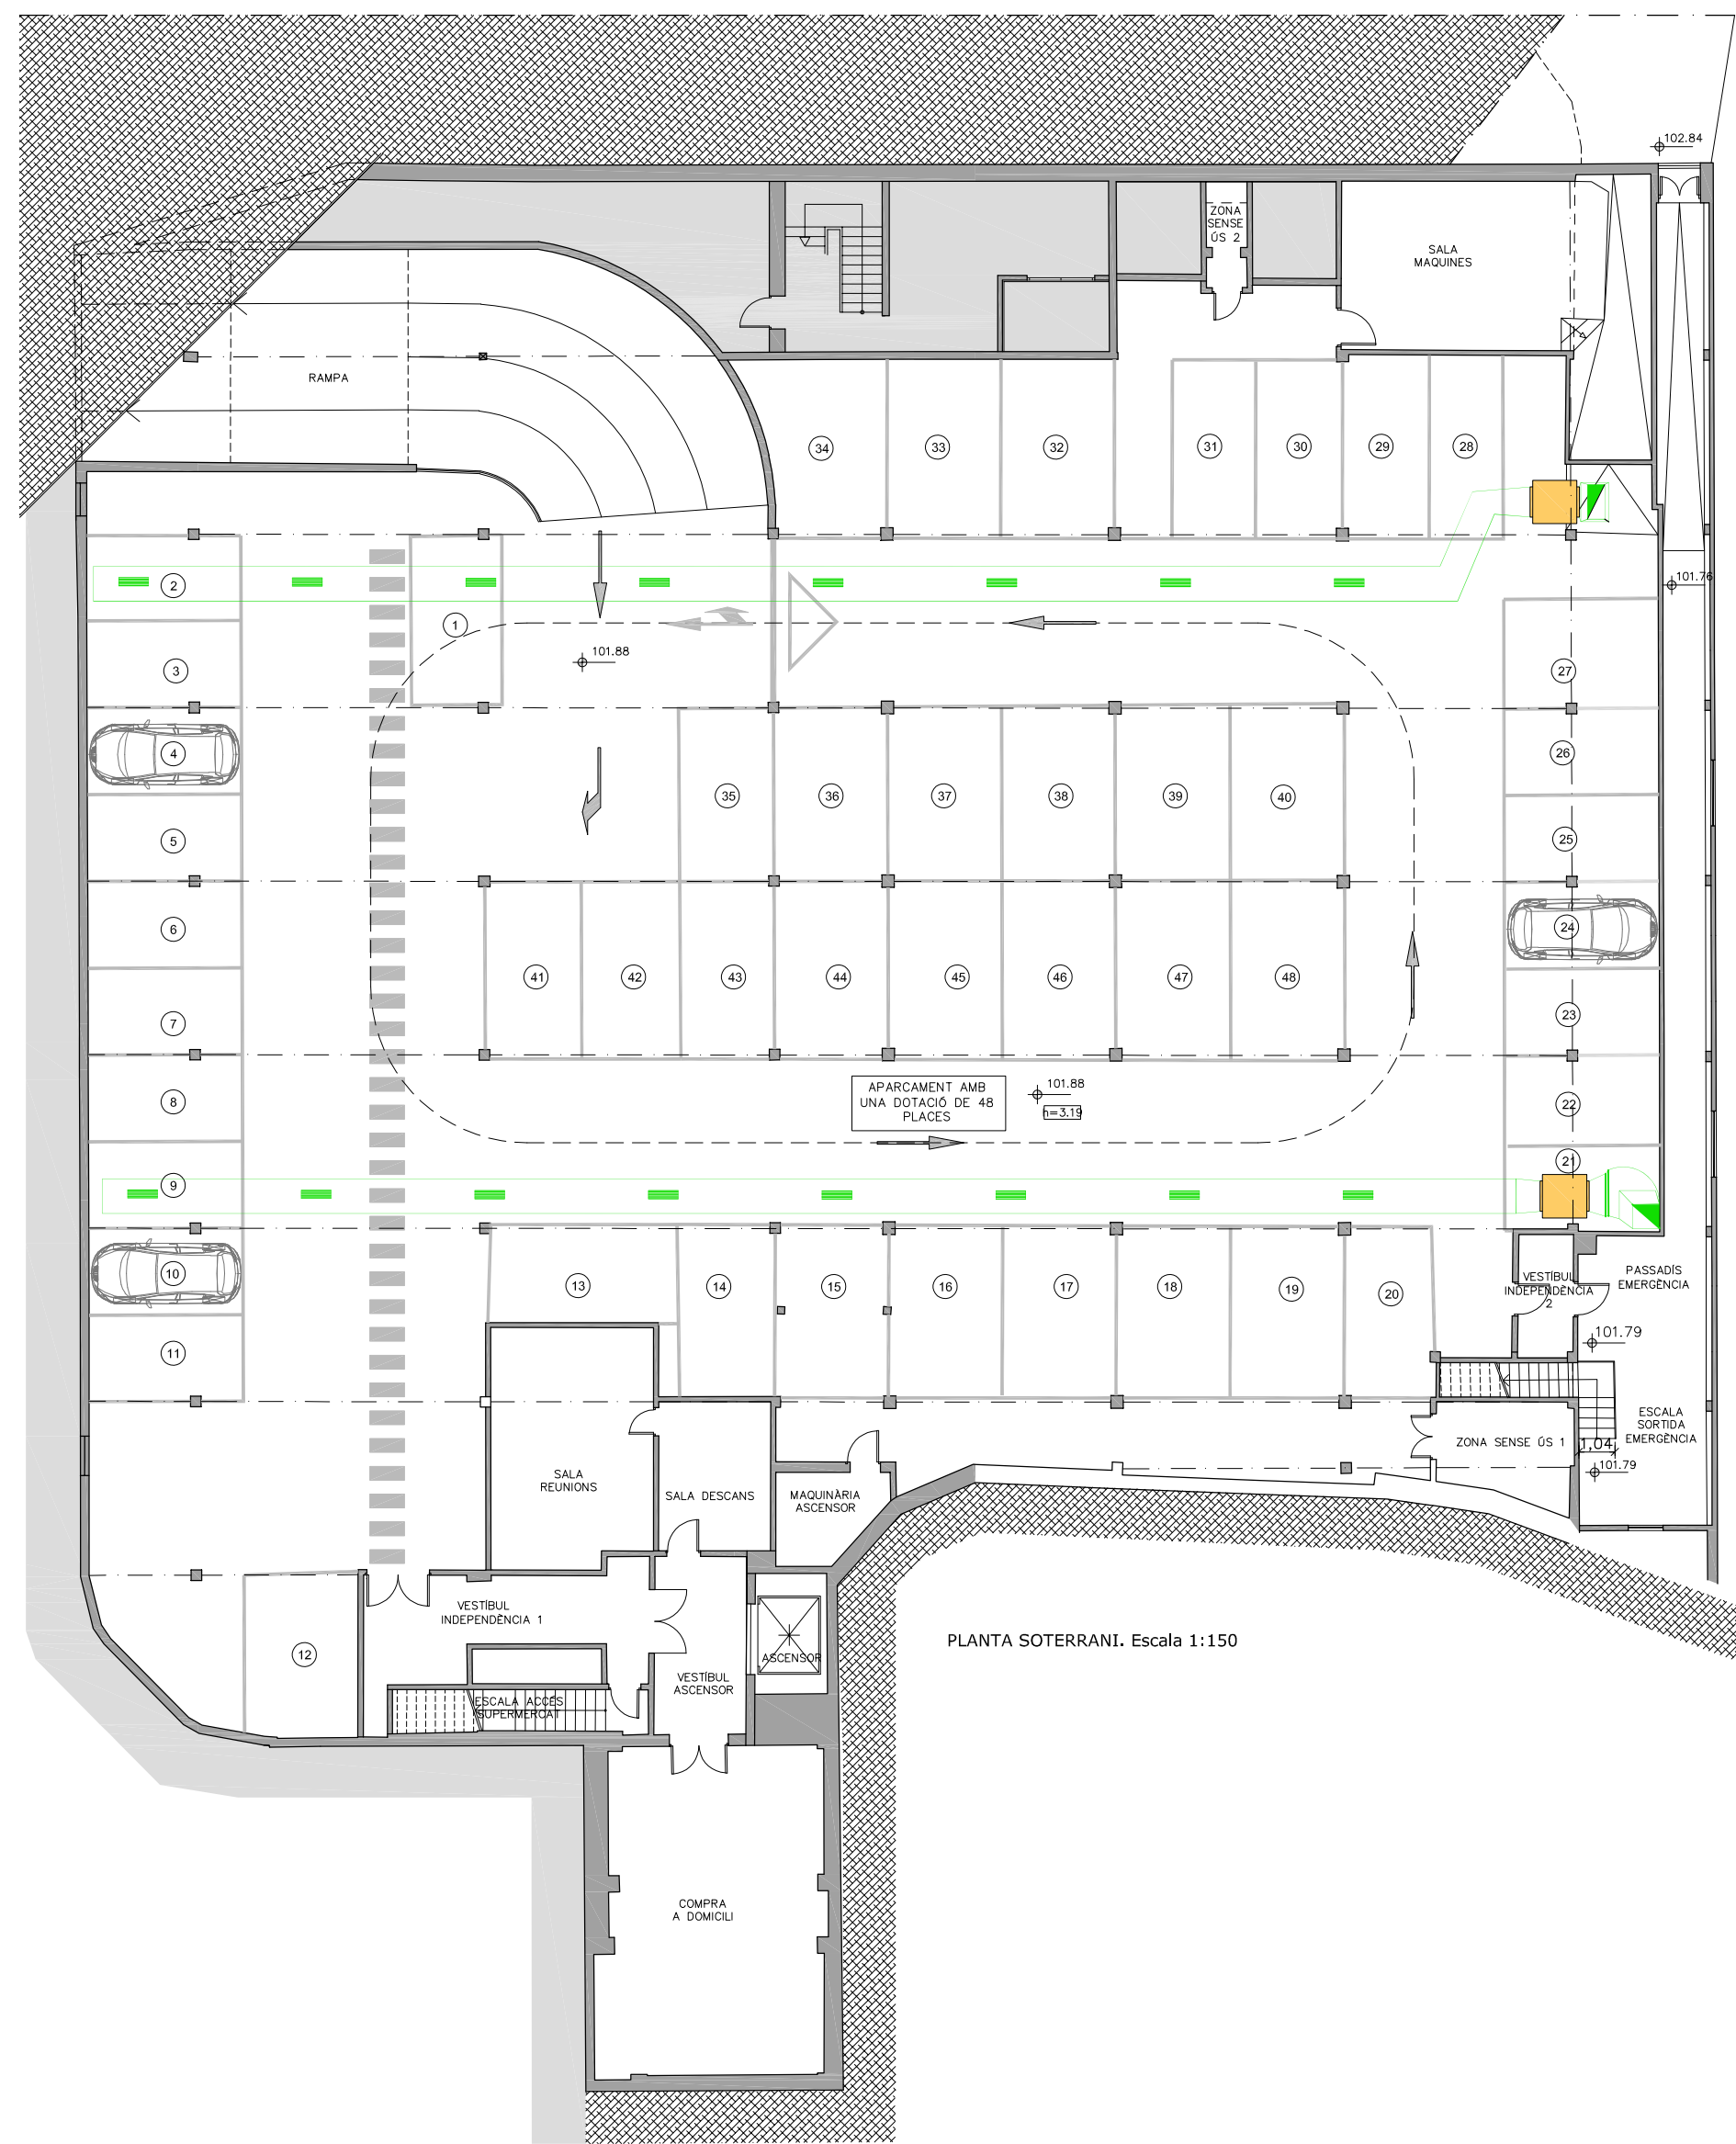 102.84
ZONA
SENSE
ÚS 2
SALA
MAQUINES
RAMPA
34
33
32
31
30
29
28
2
1
101.76
3
101.88
27
4
26
35
36
37
38
39
40
5
25
6
24
41
42
43
44
45
46
47
48
7
23
8
22
APARCAMENT AMB
UNA DOTACIÓ DE 48
PLACES
101.88
h=3.19
9
21
10
13
14
15
16
17
18
19
20
VESTÍBUL
INDEPENDÈNCIA
2
PASSADÍS
EMERGÈNCIA
101.79
11
ESCALA
SORTIDA
EMERGÈNCIA
ZONA SENSE ÚS 1
1,04
101.79
SALA
REUNIONS
SALA DESCANS
MAQUINÀRIA
ASCENSOR
VESTÍBUL
INDEPENDÈNCIA 1
PLANTA SOTERRANI. Escala 1:150
12
ASCENSOR
VESTÍBUL
ASCENSOR
ESCALA ACCÉS
SUPERMERCAT
COMPRA
A DOMICILI